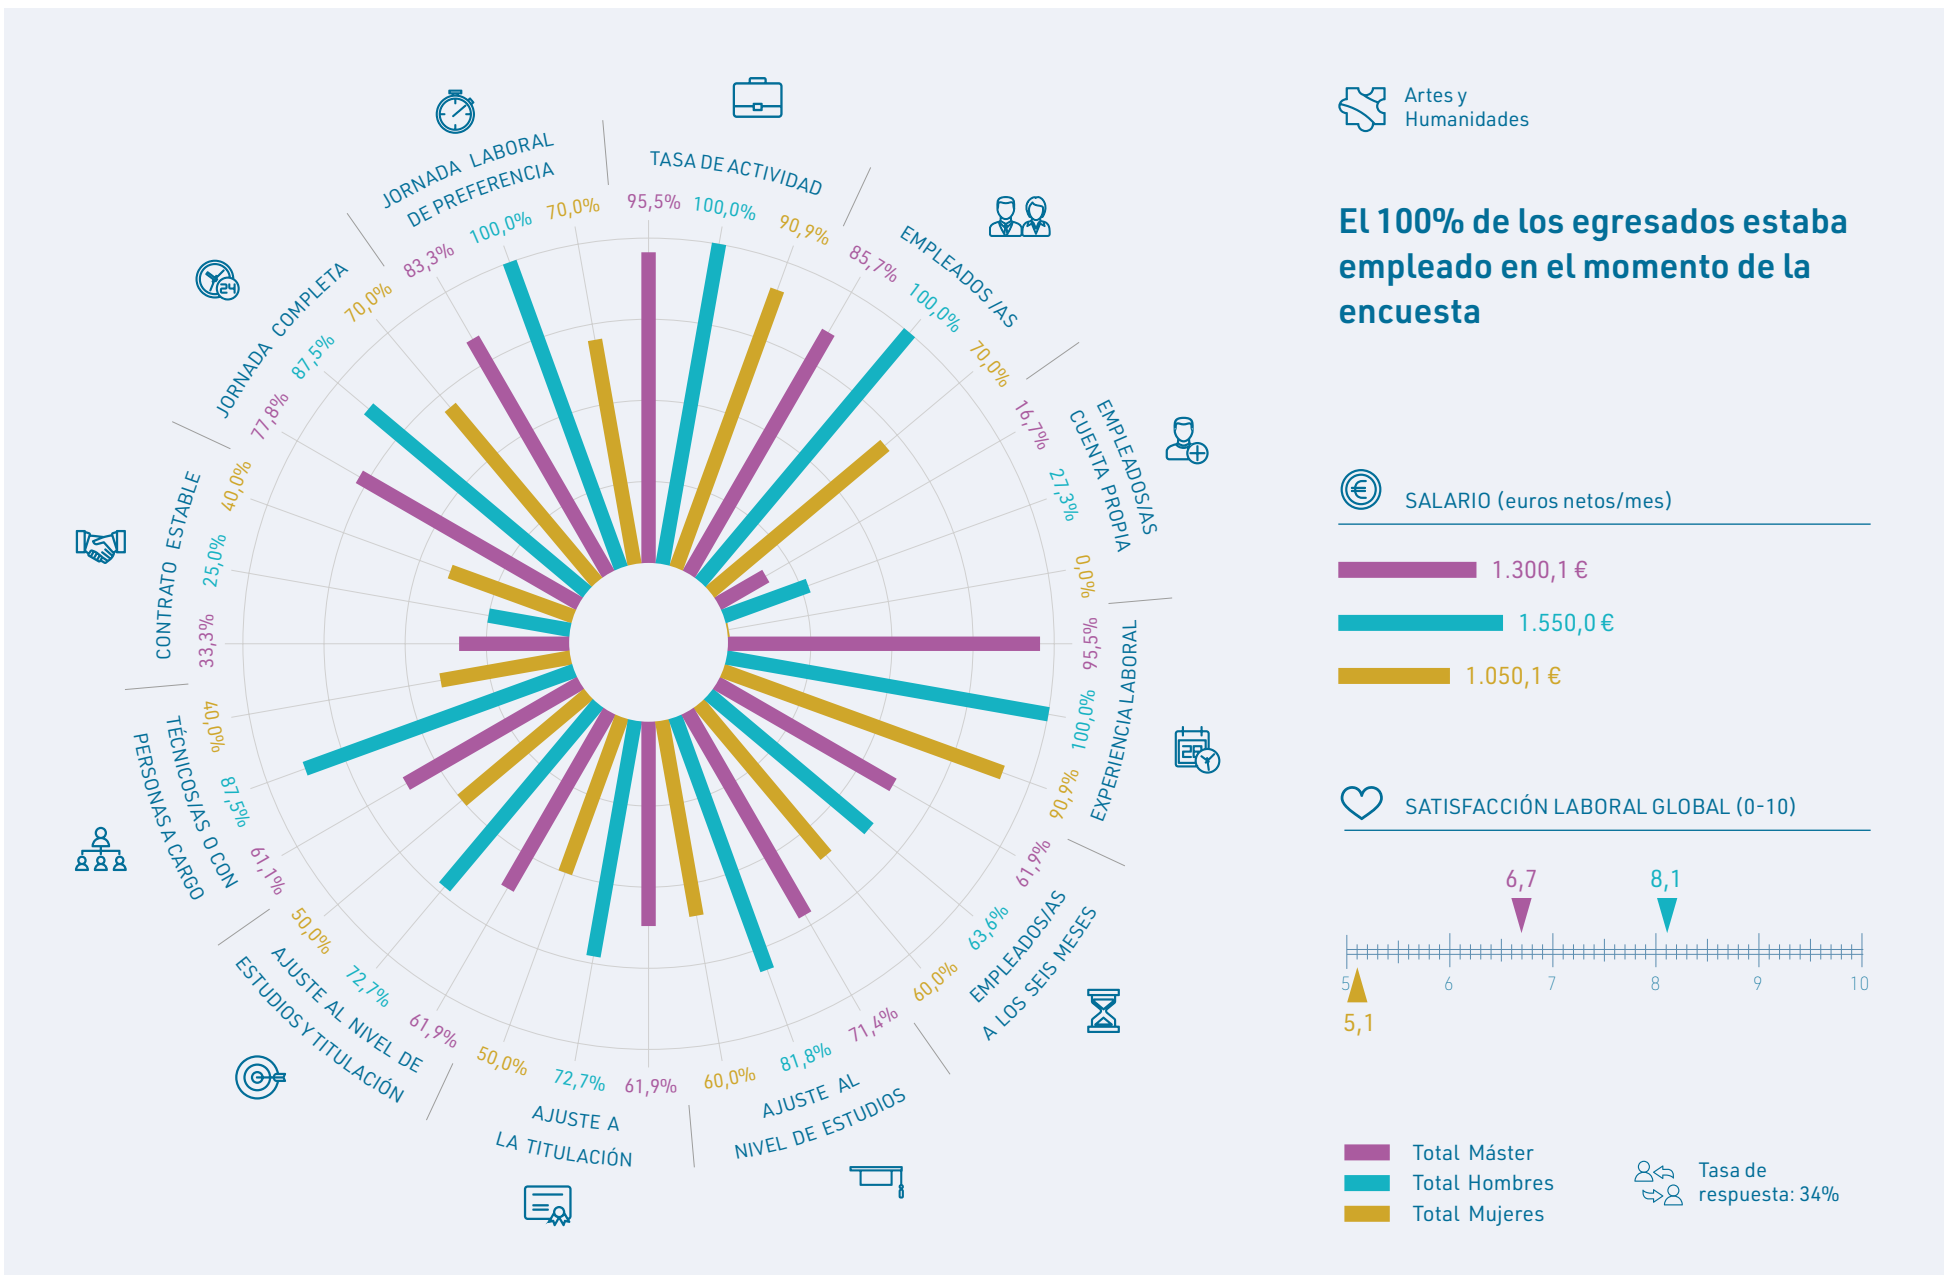 JORNADA LABORAL
DE PREFERENCIA
83,3%
100,0%
70,0%
TASA DE ACTIVIDAD
95,5%
100,0%
90,9%
EMPLEADOS /AS
85,7%
100,0%
70,0%
EMPLEADOS/AS
CUENTA PROPIA
16,7%
27,3%
0,0%
EXPERIENCIA LABORAL
95,5%
100,0%
90,9%
EMPLEADOS/AS
A LOS SEIS MESES
61,9%
63,6%
60,0%
AJUSTE AL
NIVEL DE ESTUDIOS
71,4%
81,8%
60,0%
AJUSTE A
LA TITULACIÓN
61,9%
72,7%
50,0%
AJUSTE AL NIVEL DE
ESTUDIOS Y TITULACIÓN
61,9%
72,7%
50,0%
TÉCNICOS/AS O CON
PERSONAS A CARGO
61,1%
87,5%
40,0%
CONTRATO ESTABLE
33,3%
25,0%
40,0%
JORNADA COMPLETA
77,8%
87,5%
70,0%
24
Artes y
Humanidades
El 100% de los egresados estaba
empleado en el momento de la
encuesta
€
SALARIO (euros netos/mes)
1.300,1 €
1.550,0 €
1.050,1 €
SATISFACCIÓN LABORAL GLOBAL (0-10)
6,7
8,1
5 6 7 8 9 10
5,1
Total Máster
Total Hombres
Total Mujeres
Tasa de
respuesta: 34%